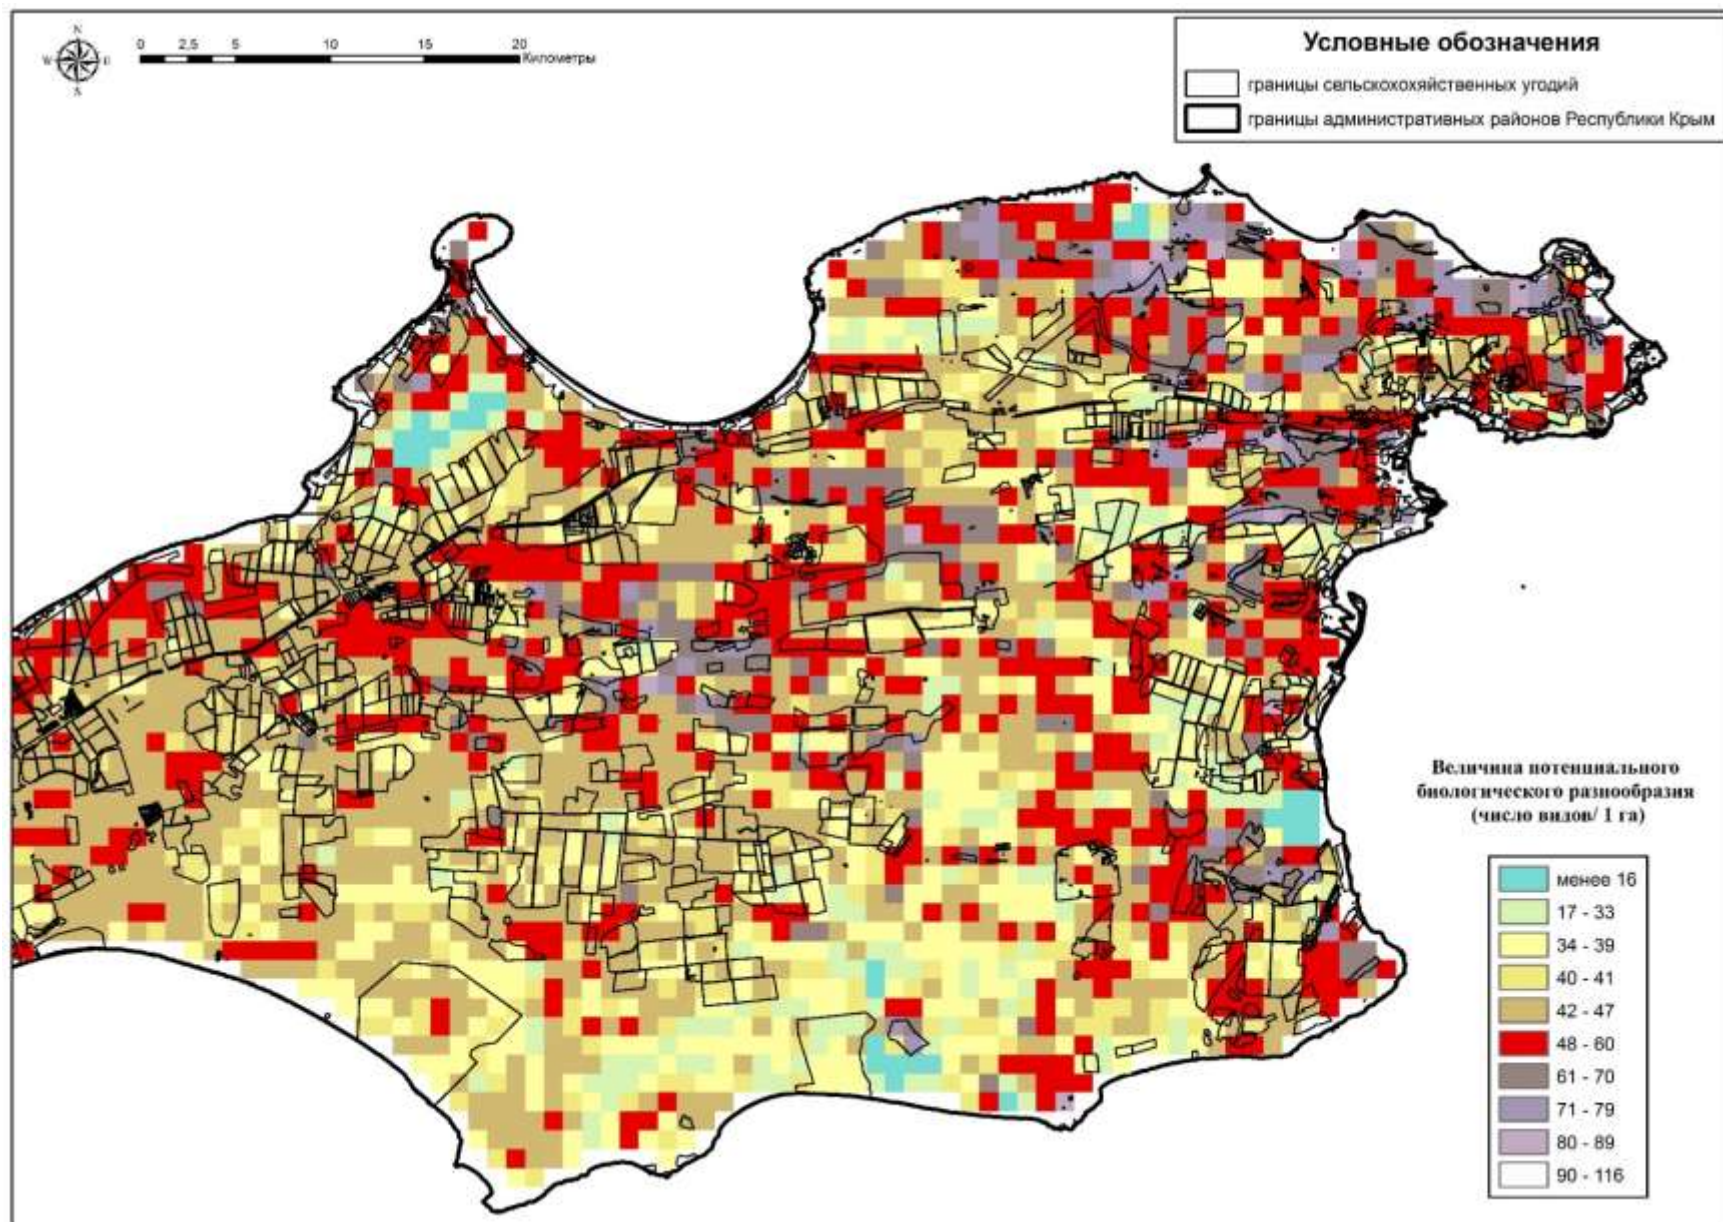 N
W
S
0 2,5 5 10 15 20
Километры
Условные обозначения
границы сельскохохяйственных угодий
границы административных районов Республики Крым
Величина потенциального
биологического разнообразия
(число видов/ 1 га)
менее 16
17 - 33
34 - 39
40 - 41
42 - 47
48 - 60
61 - 70
71 - 79
80 - 89
90 - 116